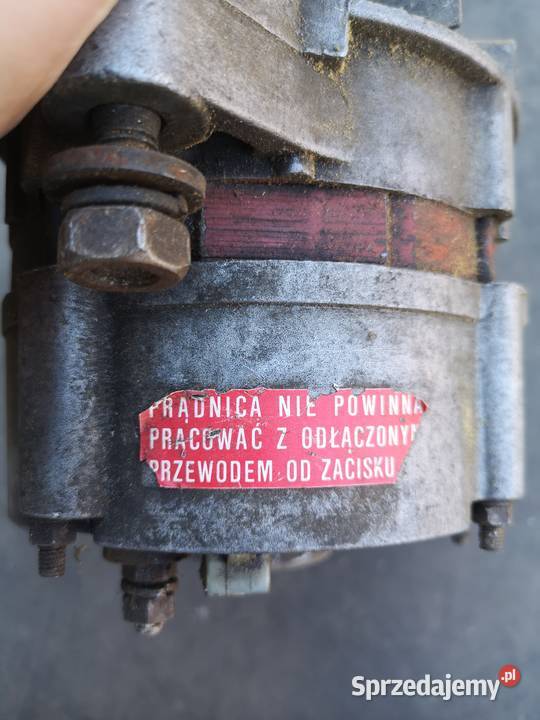 PRĄDNICA NIE POWINNA
PRACOWAĆ Z ODŁĄCZONYM
PRZEWODEM OD ZACISKU
Sprzedajemy.pl